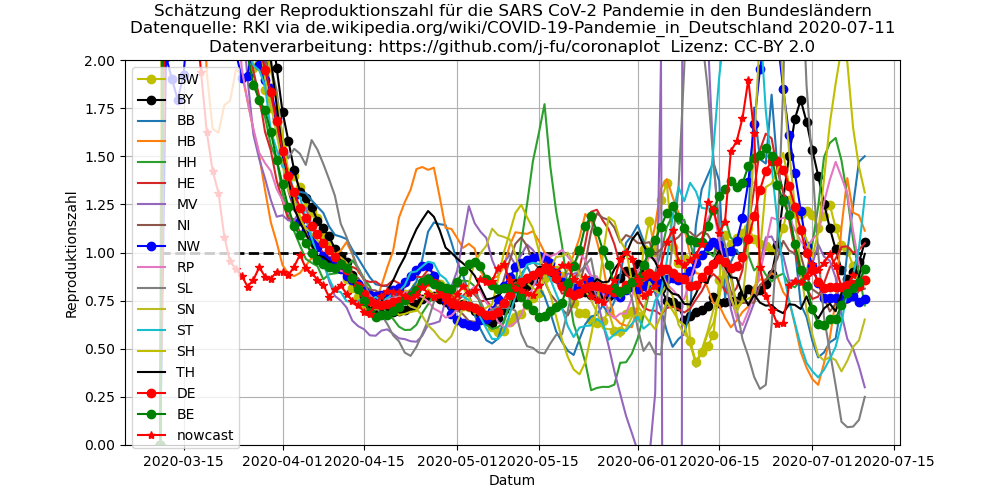 Schätzung der Reproduktionszahl für die SARS CoV-2 Pandemie in den Bundesländern
Datenquelle: RKI via de.wikipedia.org/wiki/COVID-19-Pandemie_in_Deutschland 2020-07-11
Datenverarbeitung: https://github.com/j-fu/coronaplot  Lizenz: CC-BY 2.0
Reproduktionszahl
2.00
1.75
1.50
1.25
1.00
0.75
0.50
0.25
0.00
BW
BY
BB
HB
HH
HE
MV
NI
NW
RP
SL
SN
ST
SH
TH
DE
BE
nowcast
2020-03-15
2020-04-01
2020-04-15
2020-05-01
2020-05-15
2020-06-01
2020-06-15
2020-07-01
2020-07-15
Datum